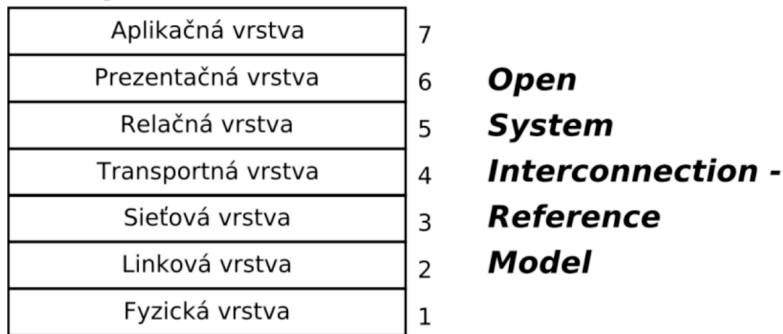 Aplikačná vrstva 7
Prezentačná vrstva 6
Relačná vrstva 5
Transportná vrstva 4
Sieťová vrstva 3
Linková vrstva 2
Fyzická vrstva 1
Open
System
Interconnection -
Reference
Model